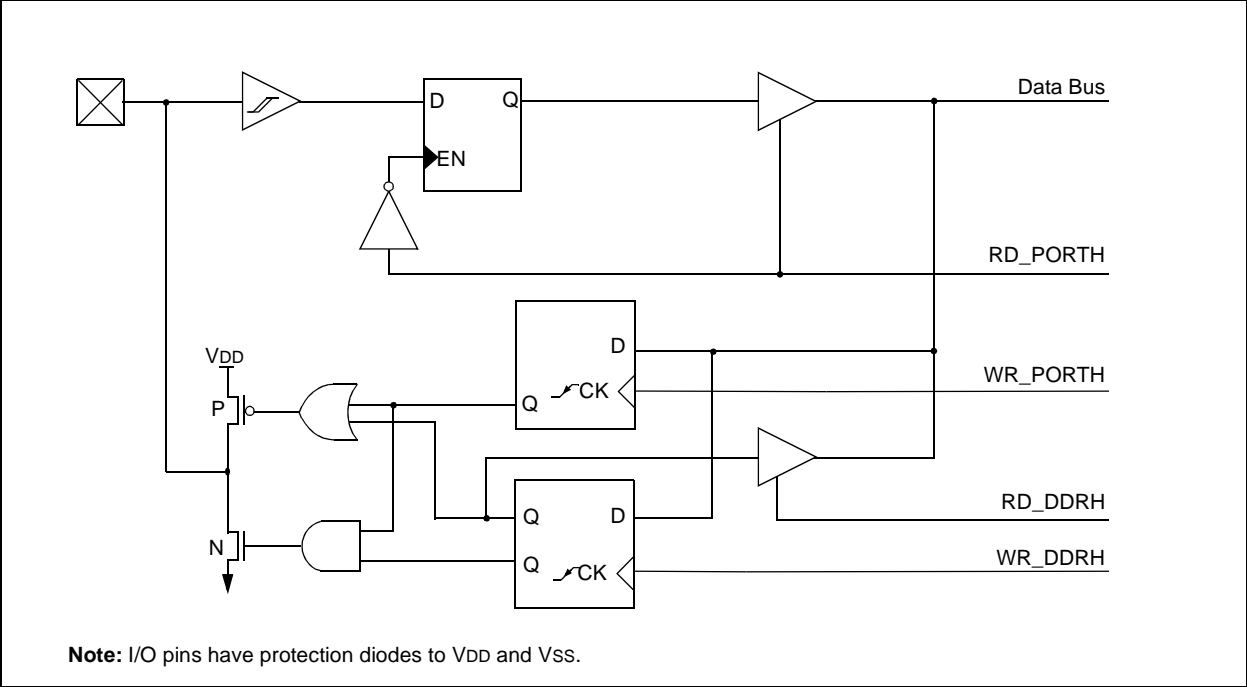 Data Bus
D Q
EN
RD_PORTH
D
VDD
WR_PORTH
CK
Q
P
RD_DDRH
Q D
N
WR_DDRH
Q
CK
Note: I/O pins have protection diodes to VDD and VSS.